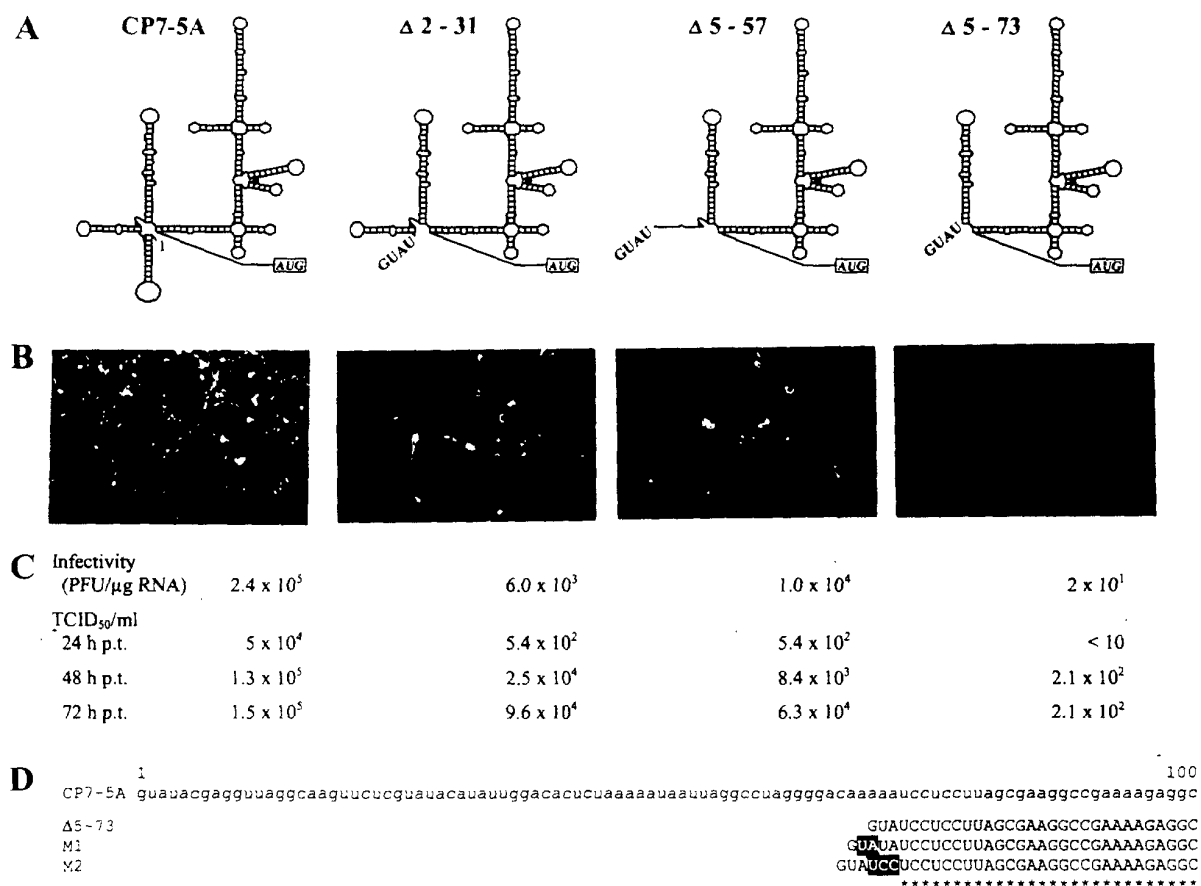 A CP7-5A Δ 2 - 31 Δ 5 - 57 Δ 5 - 73
GUAU GUAU GUAU
1
AUG AUG AUG AUG
B
C Infectivity
(PFU/µg RNA) 2.4 x 10⁵ 6.0 x 10³ 1.0 x 10⁴ 2 x 10¹
TCID₅₀/ml
24 h p.t. 5 x 10⁴ 5.4 x 10² 5.4 x 10² < 10
48 h p.t. 1.3 x 10⁵ 2.5 x 10⁴ 8.4 x 10³ 2.1 x 10²
72 h p.t. 1.5 x 10⁵ 9.6 x 10⁴ 6.3 x 10⁴ 2.1 x 10²
D 1 100
CP7-5A guauacgagguuaggcaaguucucguauacauauuggacacucuaaaaauaauuaggccuaggggacaaaaauccuccuuagcgaaggccgaaaagaggc
Δ5-73 GUAUCCUCCUUAGCGAAGGCCGAAAAGAGGC
M1 GUAUAUCCUCCUUAGCGAAGGCCGAAAAGAGGC
M2 GUAUCCUCCUCCUUAGCGAAGGCCGAAAAGAGGC
****************************